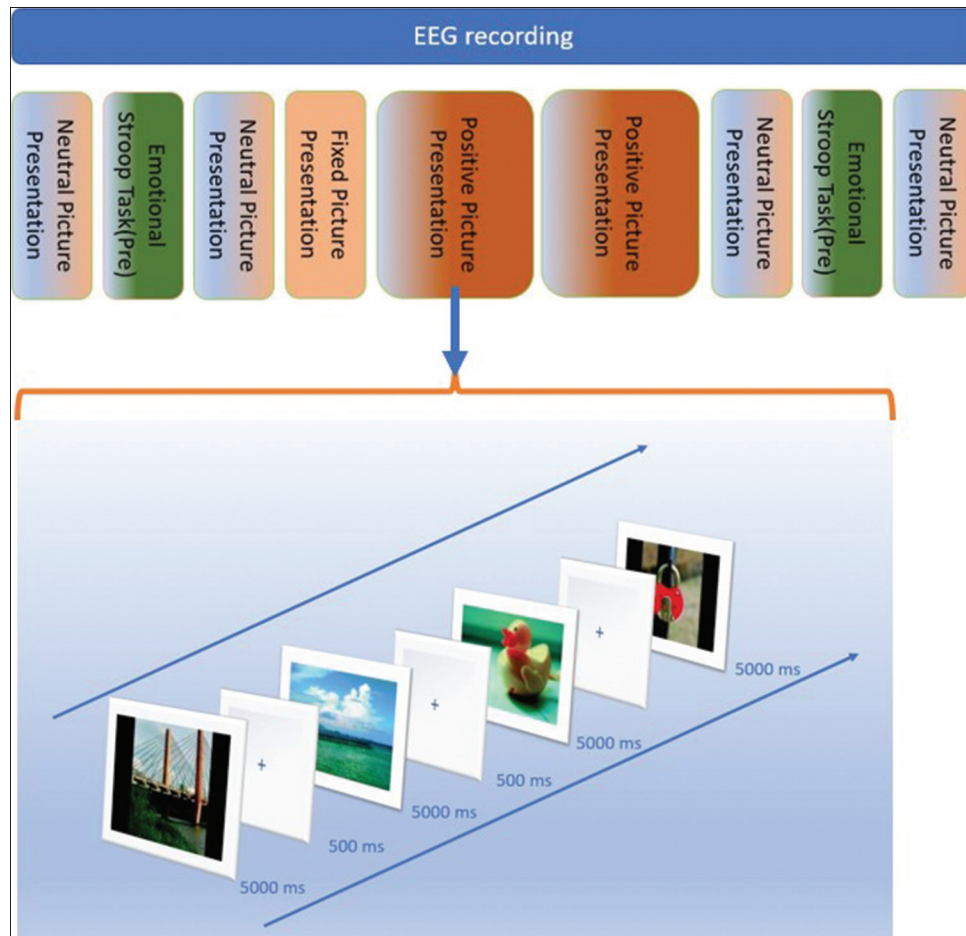 EEG recording
Neutral Picture
Presentation
Emotional
Stroop Task(Pre)
Neutral Picture
Presentation
Fixed Picture
Presentation
Positive Picture
Presentation
Positive Picture
Presentation
Neutral Picture
Presentation
Emotional
Stroop Task(Pre)
Neutral Picture
Presentation
5000 ms
500 ms
5000 ms
500 ms
5000 ms
5000 ms